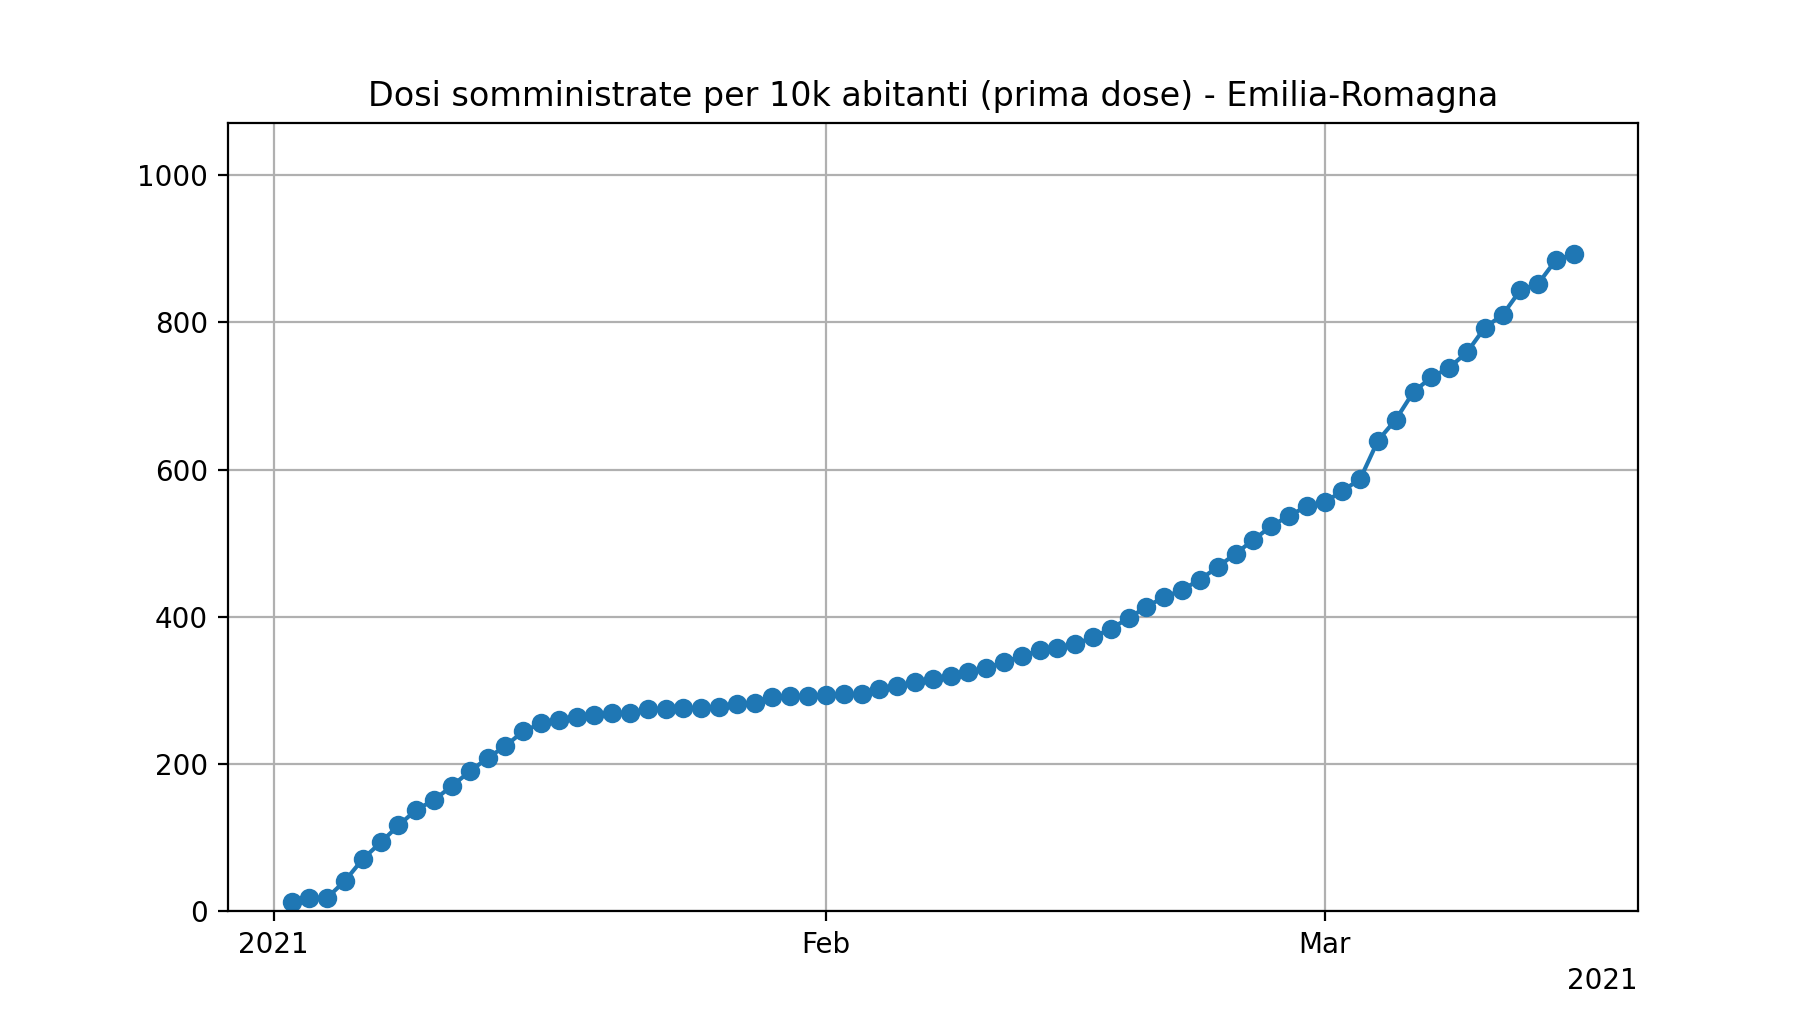 Dosi somministrate per 10k abitanti (prima dose) - Emilia-Romagna
1000
800
600
400
200
0
2021
Feb
Mar
2021